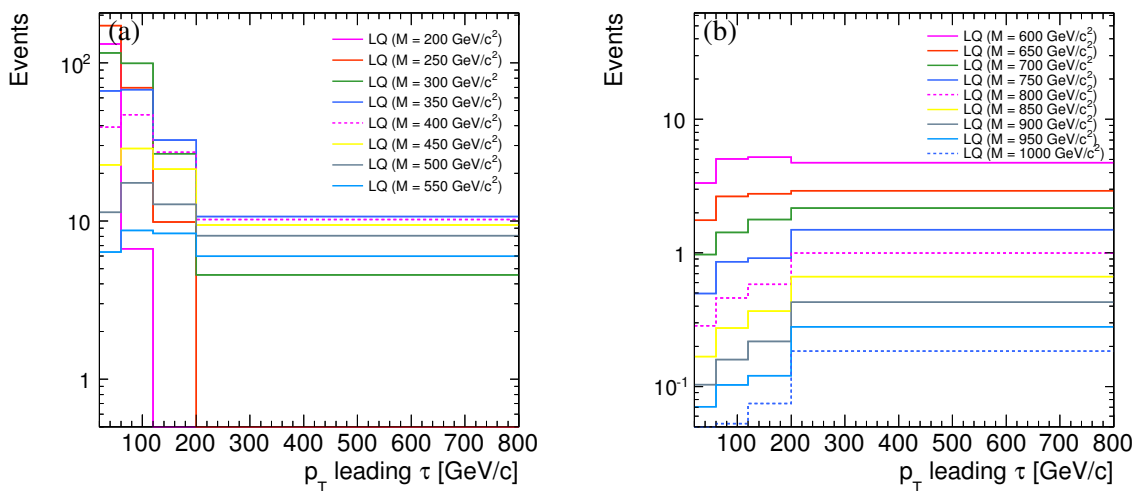 (a)
Events
10²
10
1
LQ (M = 200 GeV/c²)
LQ (M = 250 GeV/c²)
LQ (M = 300 GeV/c²)
LQ (M = 350 GeV/c²)
LQ (M = 400 GeV/c²)
LQ (M = 450 GeV/c²)
LQ (M = 500 GeV/c²)
LQ (M = 550 GeV/c²)
100 200 300 400 500 600 700 800
p_T leading τ [GeV/c]
(b)
Events
10
1
10⁻¹
LQ (M = 600 GeV/c²)
LQ (M = 650 GeV/c²)
LQ (M = 700 GeV/c²)
LQ (M = 750 GeV/c²)
LQ (M = 800 GeV/c²)
LQ (M = 850 GeV/c²)
LQ (M = 900 GeV/c²)
LQ (M = 950 GeV/c²)
LQ (M = 1000 GeV/c²)
100 200 300 400 500 600 700 800
p_T leading τ [GeV/c]